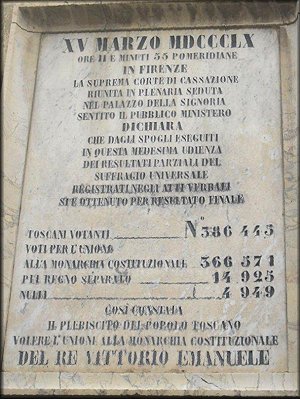 XV MARZO MDCCCLX
ORE 11 E MINUTI 55 POMERIDIANE
IN FIRENZE
LA SUPREMA CORTE DI CASSAZIONE
RIUNITA IN PLENARIA SEDUTA
NEL PALAZZO DELLA SIGNORIA
SENTITO IL PUBBLICO MINISTERO
DICHIARA
CHE DAGLI SPOGLI ESEGUITI
IN QUESTA MEDESIMA UDIENZA
DEI RESULTATI PARZIALI DEL
SUFFRAGIO UNIVERSALE
REGISTRATI NEGLI ATTI VERBALI
SI È OTTENUTO PER RESULTATO FINALE
TOSCANI VOTANTI N° 386 445
VOTI PER L'UNIONE
ALLA MONARCHIA COSTITUZIONALE 366 571
PEL REGNO SEPARATO 14 925
NULLI 4 949
COSÌ CONSTATA
IL PLEBISCITO DEL POPOLO TOSCANO
VOLERE L'UNIONE ALLA MONARCHIA COSTITUZIONALE
DEL RE VITTORIO EMANUELE